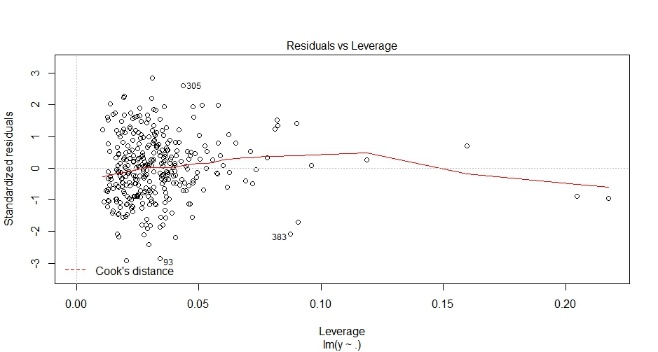 Residuals vs Leverage
Standardized residuals
3
2
1
0
-1
-2
-3
305
383
93
Cook's distance
0.00 0.05 0.10 0.15 0.20
Leverage
lm(y ~ .)